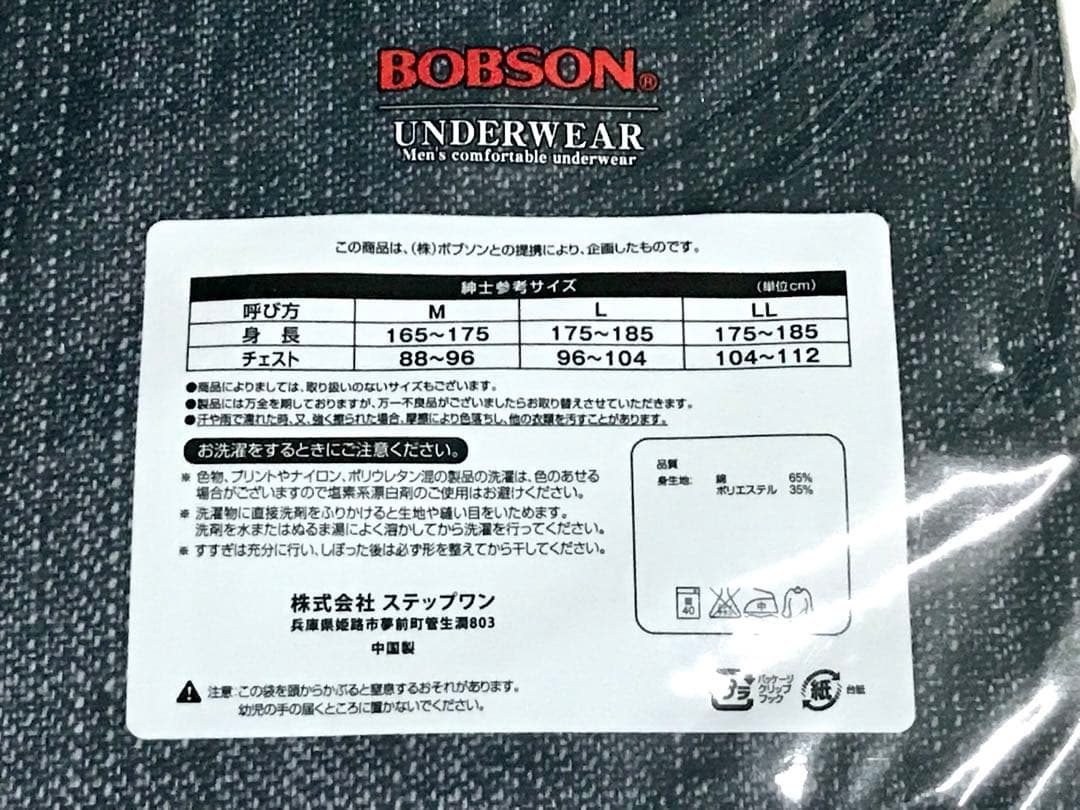 BOBSON®
UNDERWEAR
Men's comfortable underwear
この商品は、(株)ボブソンとの提携により、企画したものです。
紳士参考サイズ (単位cm)
呼び方 M L LL
身長 165〜175 175〜185 175〜185
チェスト 88〜96 96〜104 104〜112
●商品によりましては、取り扱いのないサイズもございます。
●製品には万全を期しておりますが、万一不良品がございましたらお取り替えさせていただきます。
●汗や雨で濡れた時、又、強く擦られた場合、摩擦により色落ちし、他の衣類を汚すことがあります。
お洗濯をするときにご注意ください。
※ 色物、プリントやナイロン、ポリウレタン混の製品の洗濯は、色のあせる
場合がございますので塩素系漂白剤のご使用はお避けください。
※ 洗濯物に直接洗剤をふりかけると生地や縫い目をいためます。
洗剤を水またはぬるま湯によく溶かしてから洗濯を行ってください。
※ すすぎは充分に行い、しぼった後は必ず形を整えてから干してください。
品質
身生地: 綿 65%
ポリエステル 35%
40
中
株式会社 ステップワン
兵庫県姫路市夢前町菅生澗803
中国製
注意:この袋を頭からかぶると窒息するおそれがあります。
幼児の手の届くところに置かないでください。
プラ
パッケージ
クリップ
フック
紙
台紙